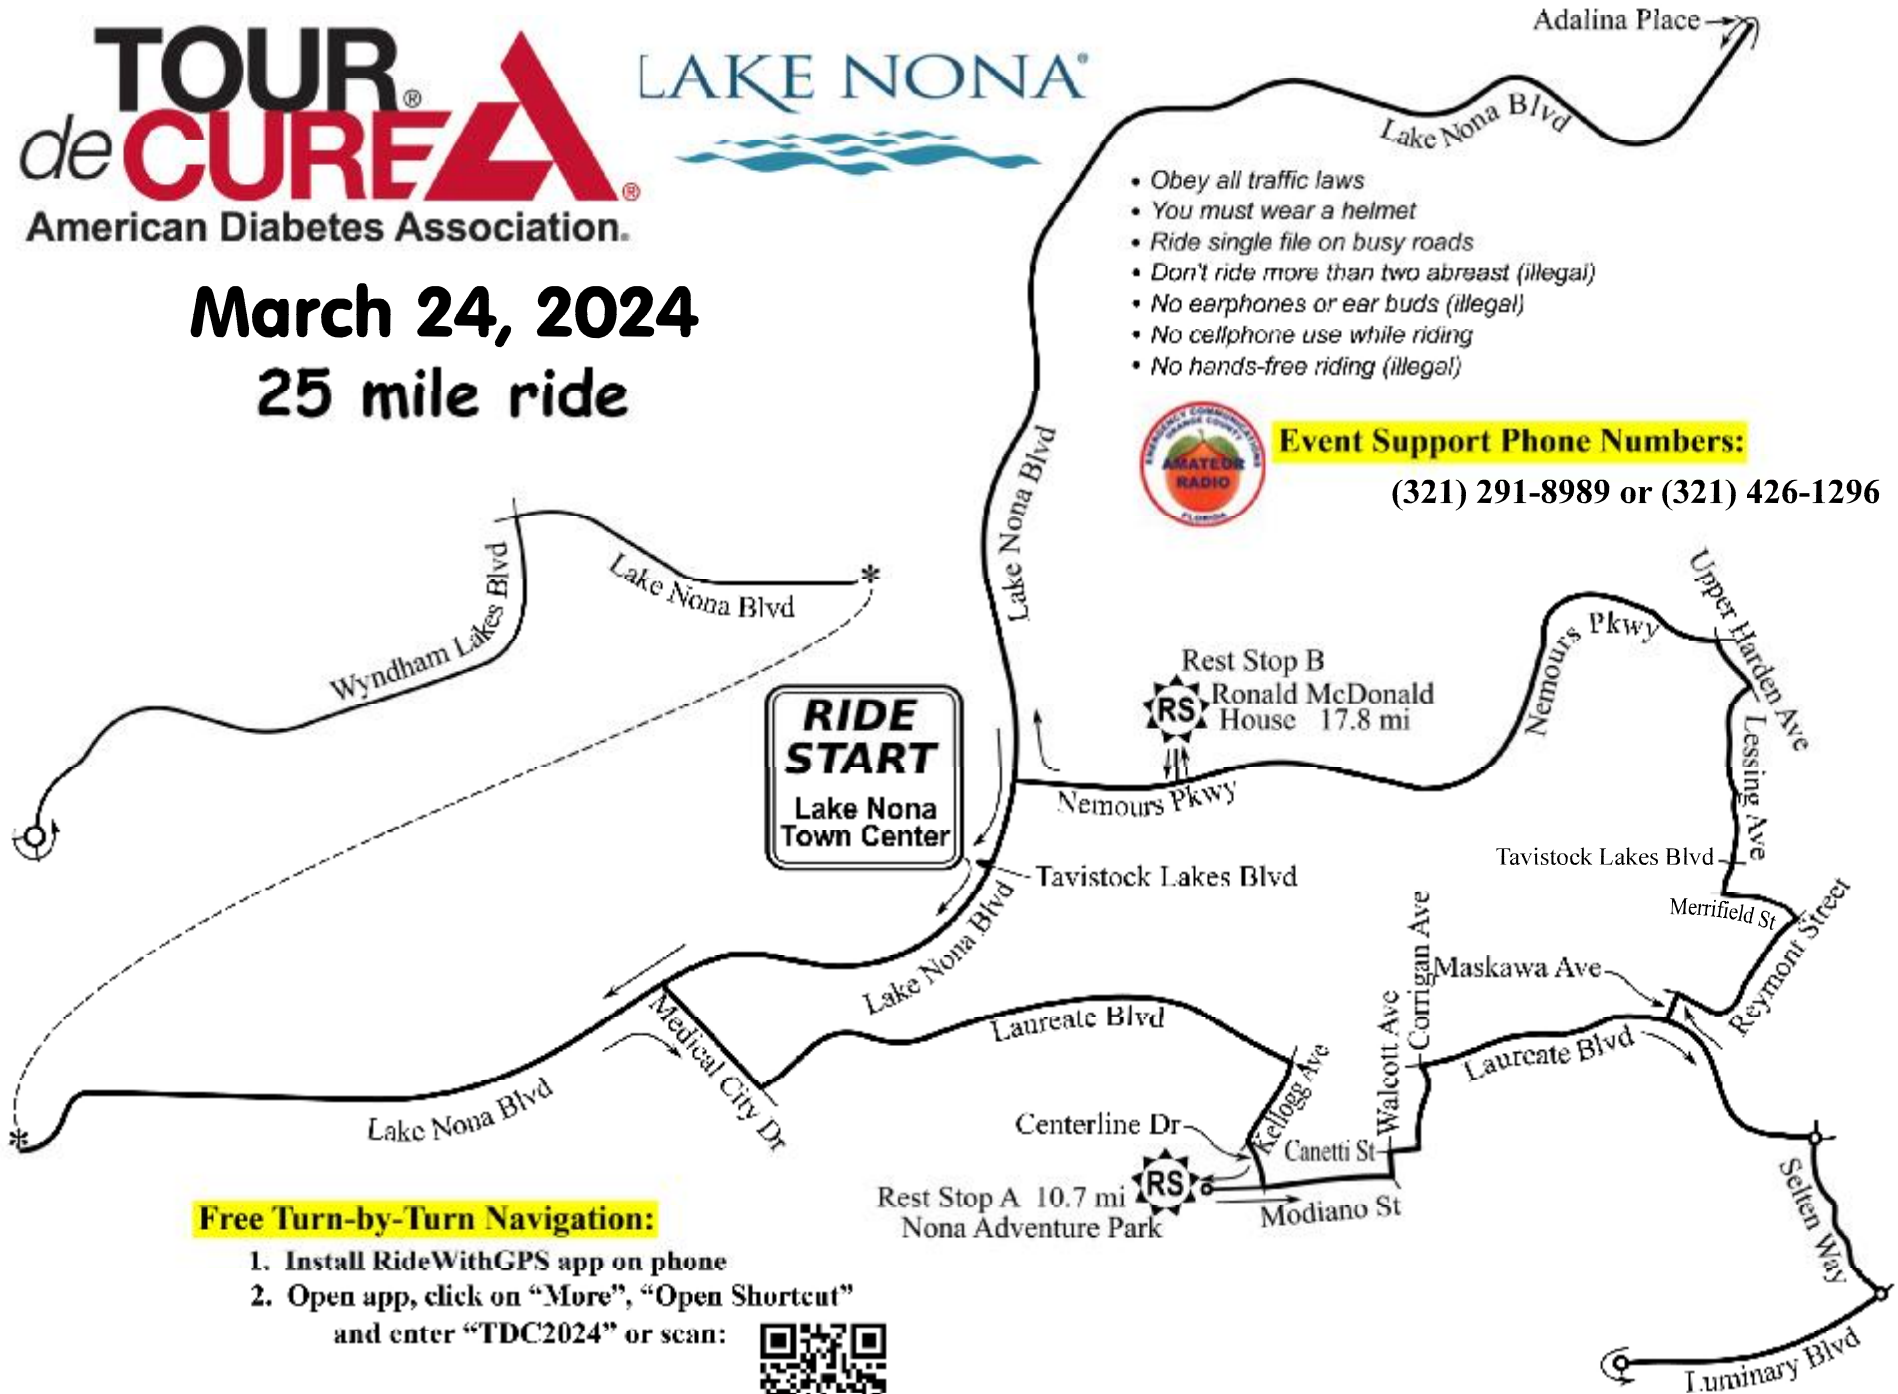 TOUR®
de CURE®
American Diabetes Association.
LAKE NONA®
March 24, 2024
25 mile ride
Adalina Place
Lake Nona Blvd
• Obey all traffic laws
• You must wear a helmet
• Ride single file on busy roads
• Don't ride more than two abreast (illegal)
• No earphones or ear buds (illegal)
• No cellphone use while riding
• No hands-free riding (illegal)
EMERGENCY COMMUNICATIONS
ORANGE COUNTY
AMATEUR
RADIO
FLORIDA
Event Support Phone Numbers:
(321) 291-8989 or (321) 426-1296
Lake Nona Blvd
Wyndham Lakes Blvd
Lake Nona Blvd
*
RIDE
START
Lake Nona
Town Center
Rest Stop B
RS
Ronald McDonald
House 17.8 mi
Nemours Pkwy
Nemours Pkwy
Upper Harden Ave
Lessing Ave
Tavistock Lakes Blvd
Tavistock Lakes Blvd
Merrifield St
Reymont Street
Maskawa Ave
Lake Nona Blvd
Medical City Dr
Laureate Blvd
Corrigan Ave
Walcott Ave
Laureate Blvd
Kellogg Ave
Centerline Dr
Canetti St
Lake Nona Blvd
*
RS
Rest Stop A 10.7 mi
Nona Adventure Park
Modiano St
Selten Way
Luminary Blvd
Free Turn-by-Turn Navigation:
1. Install RideWithGPS app on phone
2. Open app, click on “More”, “Open Shortcut”
and enter “TDC2024” or scan: